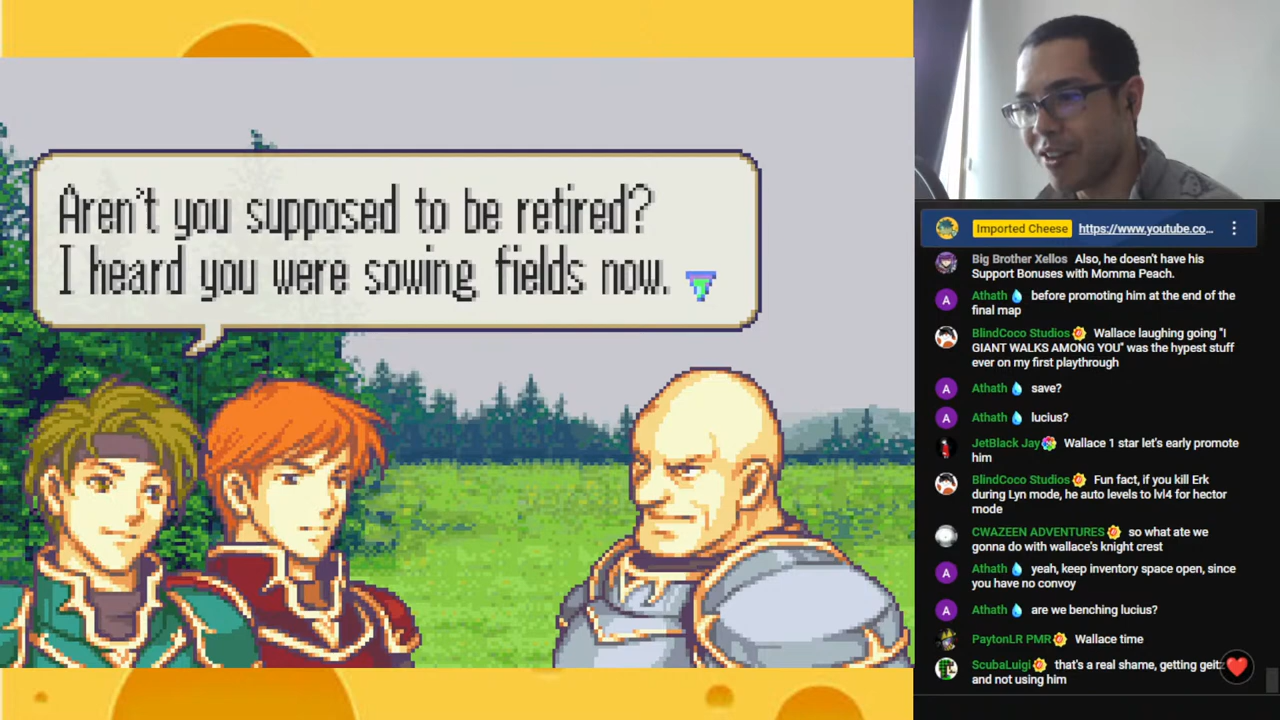 Aren't you supposed to be retired?
I heard you were sowing fields now.
Imported Cheese https://www.youtube.co...
Big Brother Xellos Also, he doesn't have his
Support Bonuses with Momma Peach.
A Athath before promoting him at the end of the
final map
BlindCoco Studios Wallace laughing going "I
GIANT WALKS AMONG YOU" was the hypest stuff
ever on my first playthrough
A Athath save?
A Athath lucius?
JetBlack Jay Wallace 1 star let's early promote
him
BlindCoco Studios Fun fact, if you kill Erk
during Lyn mode, he auto levels to lvl4 for hector
mode
CWAZEEN ADVENTURES so what ate we
gonna do with wallace's knight crest
A Athath yeah, keep inventory space open, since
you have no convoy
A Athath are we benching lucius?
PaytonLR PMR Wallace time
ScubaLuigi that's a real shame, getting geitz
and not using him